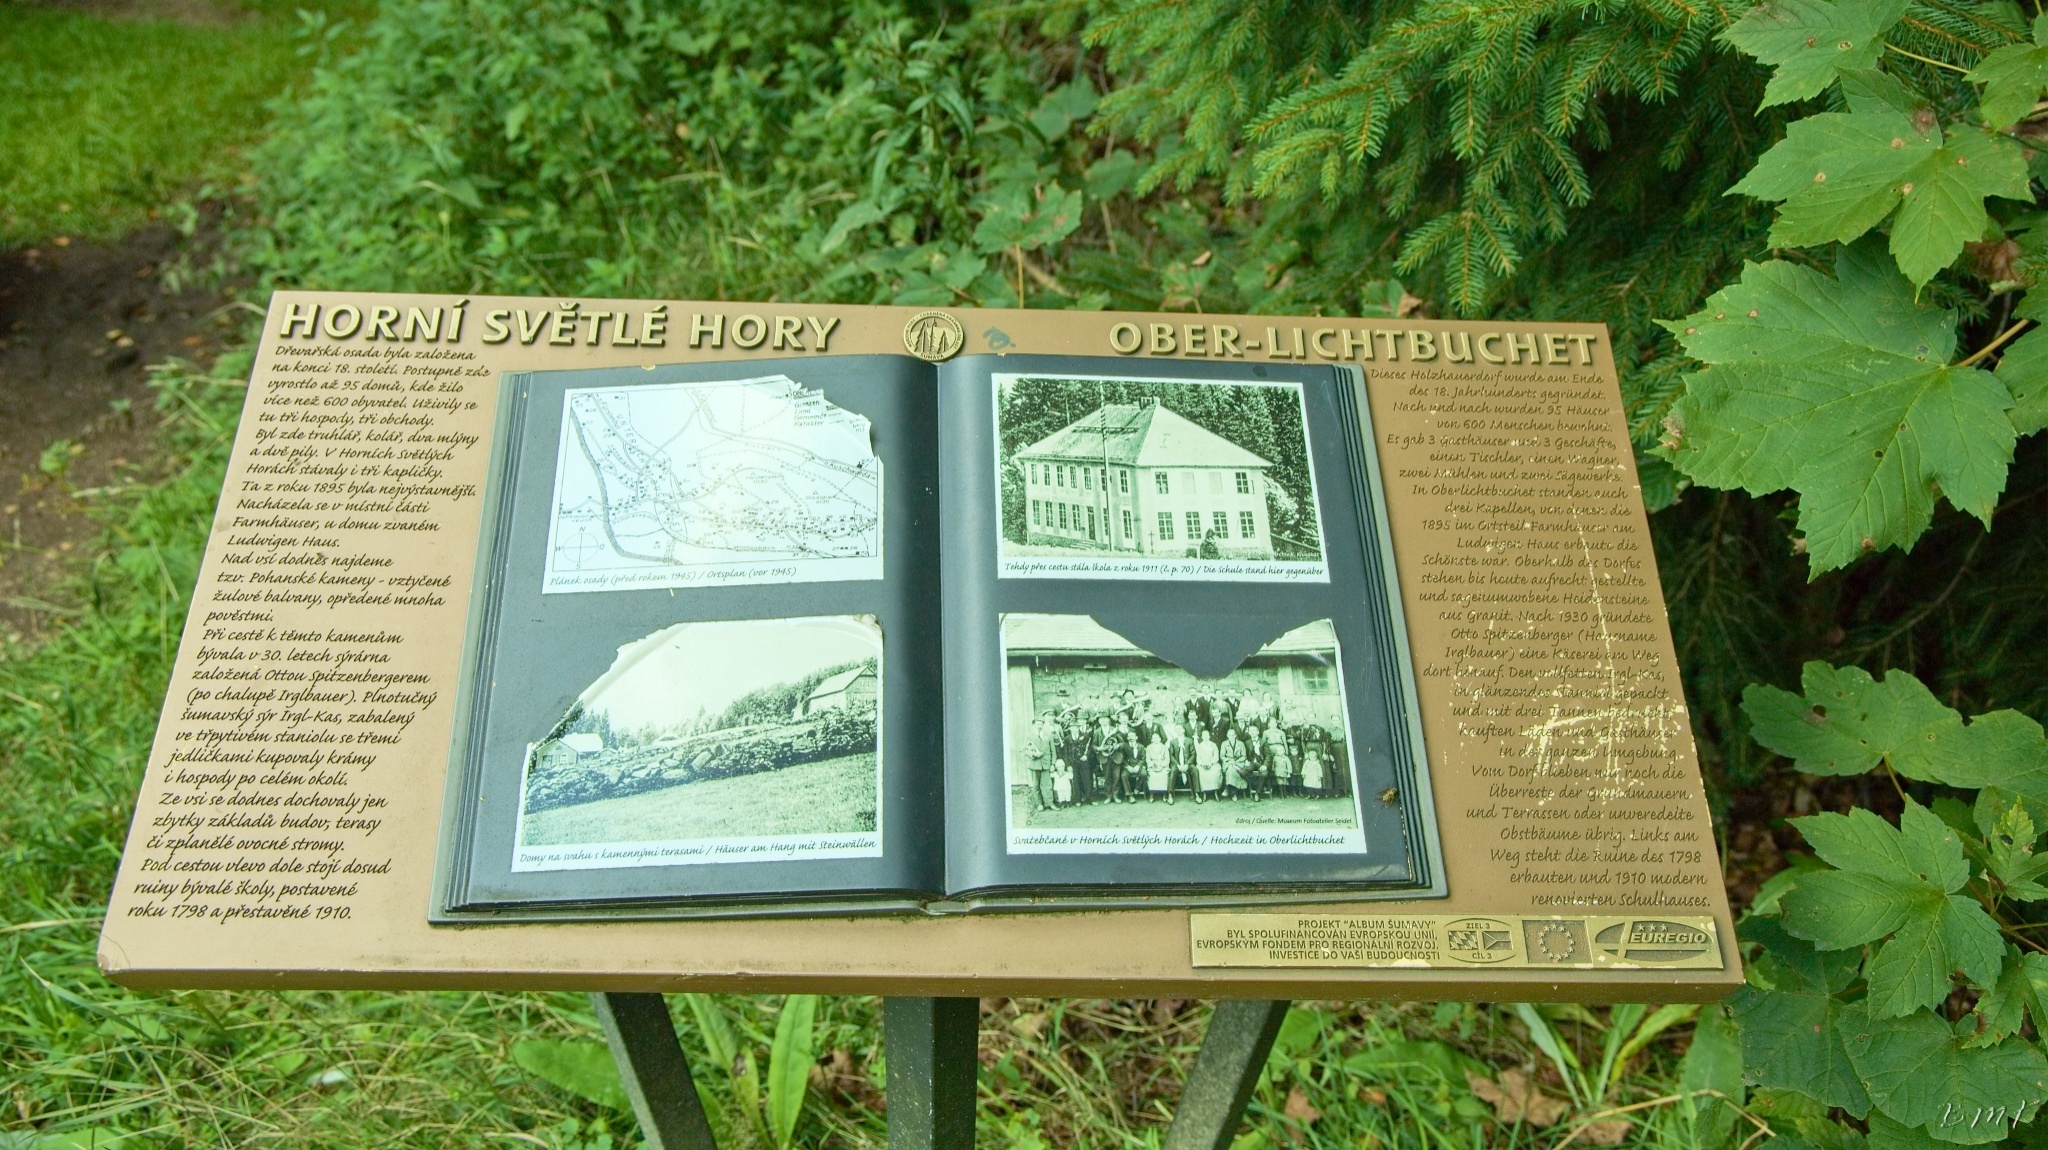 HORNÍ SVĚTLÉ HORY
Dřevařská osada byla založena
na konci 18. století. Postupně zde
vyrostlo až 95 domů, kde žilo
více než 600 obyvatel. Uživily se
tu tři hospody, tři obchody.
Byl zde truhlář, kolář, dva mlýny
a dvě pily. V Horních Světlých
Horách stávaly i tři kapličky.
Ta z roku 1895 byla nejvýstavnější.
Nacházela se v místní části
Farmhäuser, u domu zvaném
Ludwigen Haus.
Nad vsí dodnes najdeme
tzv. Pohanské kameny - vztyčené
žulové balvany, opředené mnoha
pověstmi.
Při cestě k těmto kamenům
bývala v 30. letech sýrárna
založená Ottou Spitzenbergerem
(po chalupě Irglbauer). Plnotučný
šumavský sýr Irgl-Kas, zabalený
ve třpytivém staniolu se třemi
jedličkami kupovaly krámy
i hospody po celém okolí.
Ze vsi se dodnes dochovaly jen
zbytky základů budov, terasy
či zplanělé ovocné stromy.
Pod cestou vlevo dole stojí dosud
ruiny bývalé školy, postavené
roku 1798 a přestavěné 1910.
ŠUMAVA
Plánek osady (před rokem 1945) / Ortsplan (vor 1945)
Domy na svahu s kamennými terasami / Häuser am Hang mit Steinwällen
Tehdy přes cestu stála škola z roku 1911 (č. p. 70) / Die Schule stand hier gegenüber
Zdroj / Quelle: Museum Fotoatelier Seidel
Svatebčané v Horních Světlých Horách / Hochzeit in Oberlichtbuchet
OBER-LICHTBUCHET
Dieses Holzhauerdorf wurde am Ende
des 18. Jahrhunderts gegründet.
Nach und nach wurden 95 Häuser
von 600 Menschen bewohnt.
Es gab 3 Gasthäuser und 3 Geschäfte,
einen Tischler, einen Wagner,
zwei Mühlen und zwei Sägewerke.
In Oberlichtbuchet standen auch
drei Kapellen, von denen die
1895 im Ortsteil Farmhäuser am
Ludwigen Haus erbaute die
Schönste war. Oberhalb des Dorfes
stehen bis heute aufrecht gestellte
und sagenumwobene Heidensteine
aus Granit. Nach 1930 gründete
Otto Spitzenberger (Hausname
Irglbauer) eine Käserei am Weg
dort hinauf. Den vollfetten Irgl-Kas,
in glänzendes Stanniol gepackt
und mit drei Tannen bedruckt
kauften Läden und Gasthäuser
in der ganzen Umgebung.
Vom Dorf blieben nur noch die
Überreste der Grundmauern
und Terrassen oder unveredelte
Obstbäume übrig. Links am
Weg steht die Ruine des 1798
erbauten und 1910 modern
renovierten Schulhauses.
PROJEKT "ALBUM ŠUMAVY"
BYL SPOLUFINANCOVÁN EVROPSKOU UNIÍ,
EVROPSKÝM FONDEM PRO REGIONÁLNÍ ROZVOJ.
INVESTICE DO VAŠÍ BUDOUCNOSTI
ZIEL 3
CÍL 3
EUREGIO
BMK